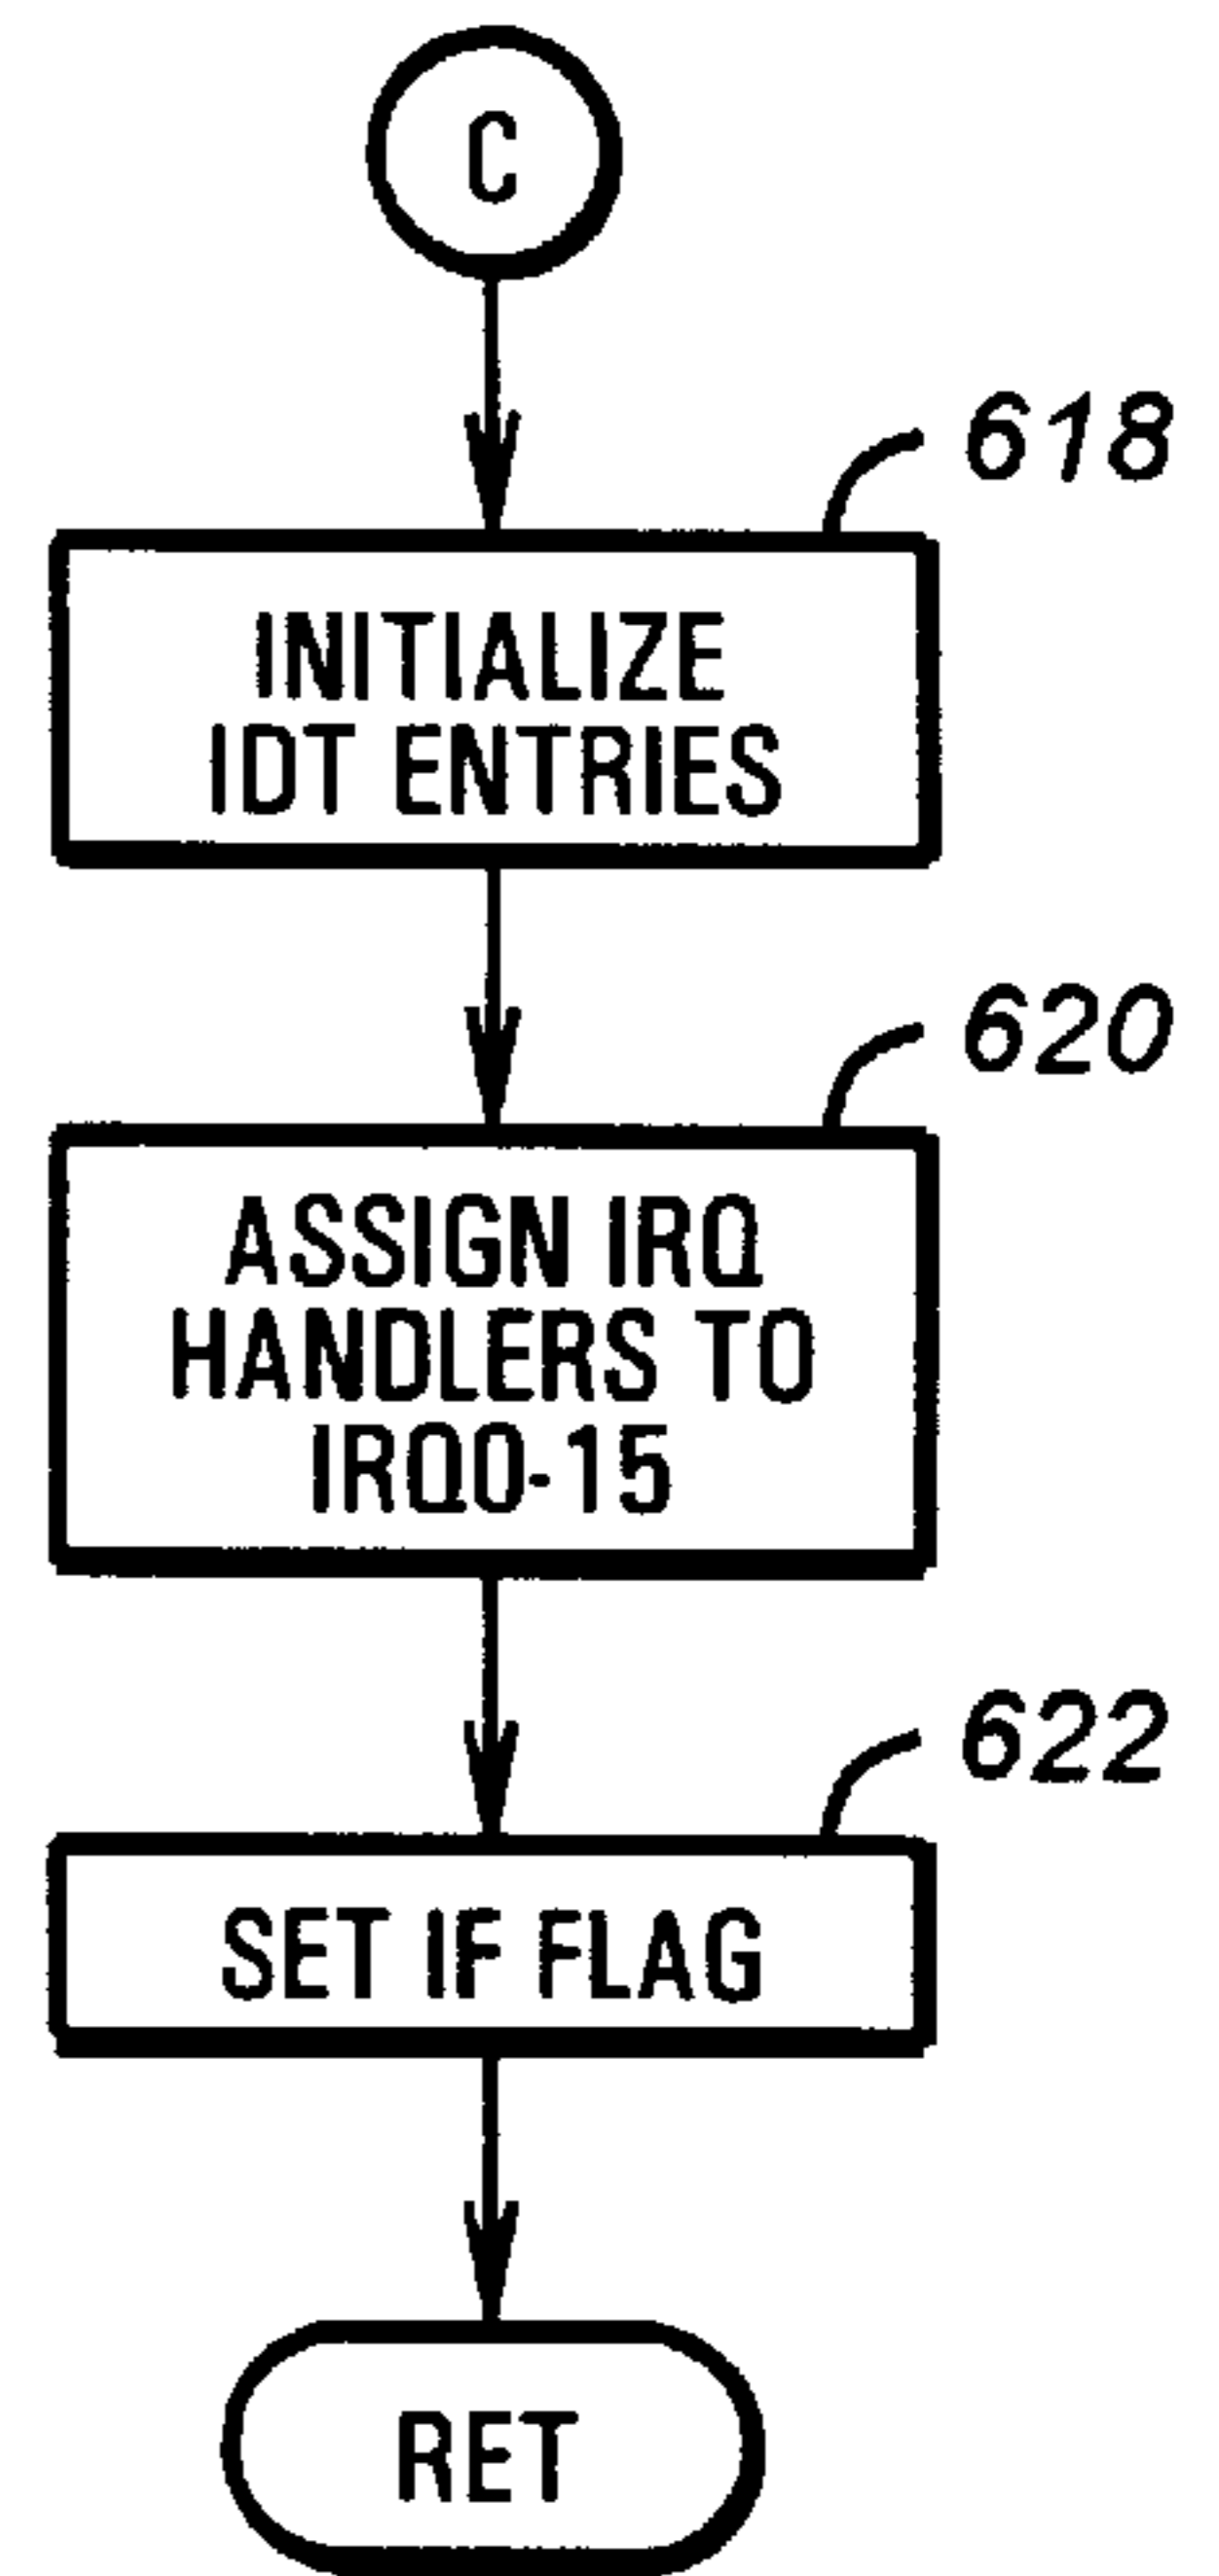 C
618
INITIALIZE
IDT ENTRIES
620
ASSIGN IRQ
HANDLERS TO
IRQ0-15
622
SET IF FLAG
RET